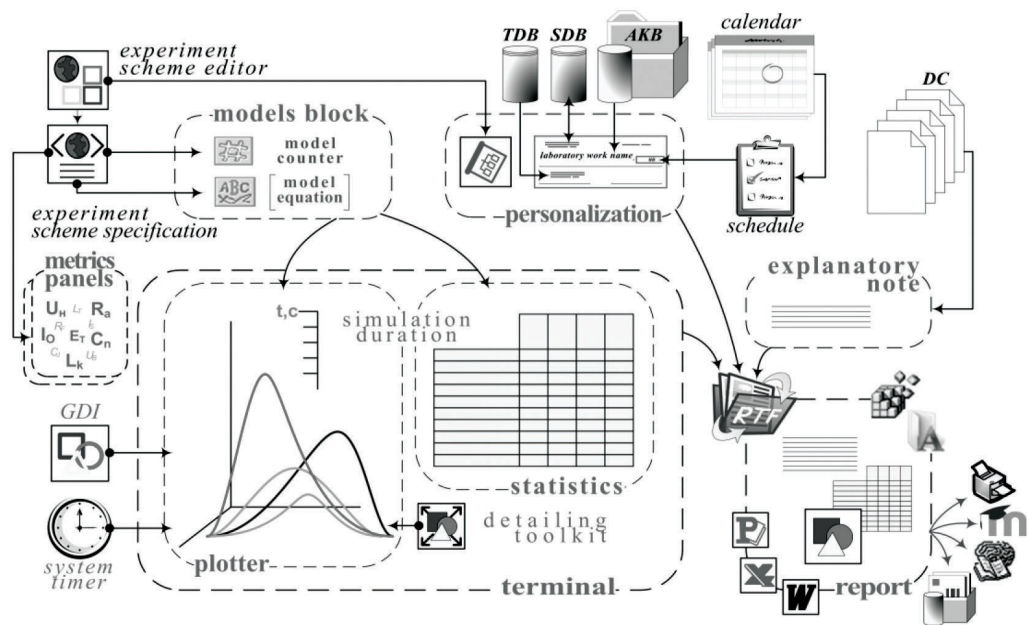 experiment
scheme editor
TDB SDB AKB
calendar
DC
models block
model
counter
ABC
model
equation
laboratory work name
personalization
schedule
experiment
scheme specification
metrics
panels
U_H L_T R_a
I_O E_T C_n
L_k
explanatory
note
t,c
simulation
duration
GDI
RTF
A
statistics
detailing
toolkit
system
timer
plotter
terminal
P
X
W
m
report